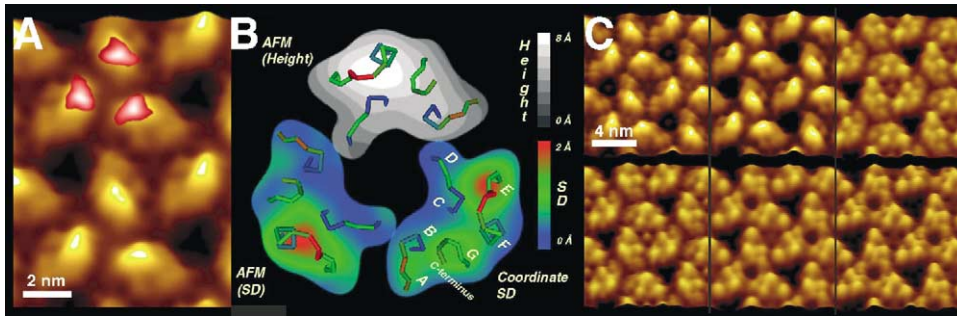 A
2 nm
B
AFM
(Height)
Height
8 Å
0 Å
2 Å
SD
0 Å
D
E
C
F
B
G
A
C-terminus
AFM
(SD)
Coordinate
SD
C
4 nm